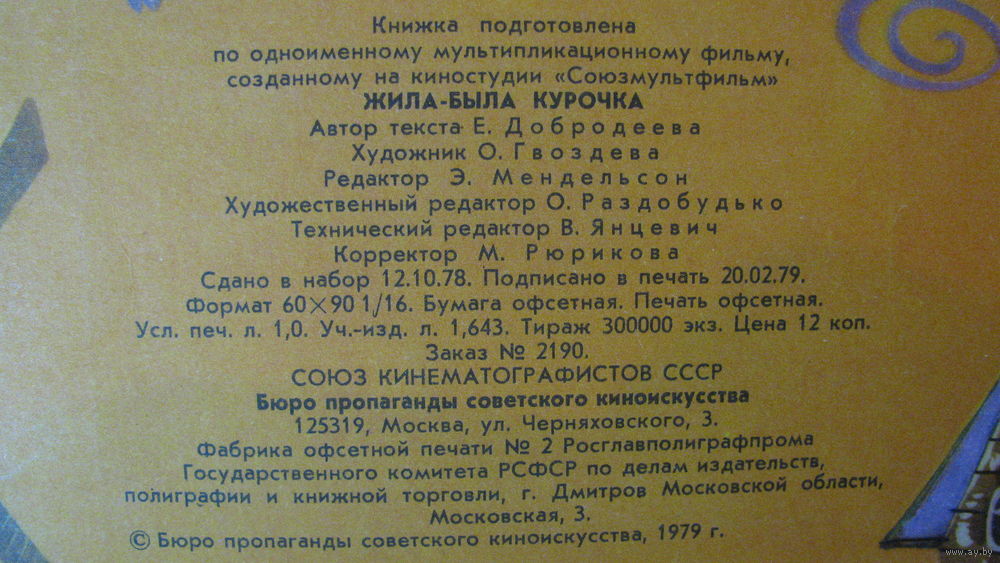 Книжка подготовлена
по одноименному мультипликационному фильму,
созданному на киностудии «Союзмультфильм»
ЖИЛА-БЫЛА КУРОЧКА
Автор текста Е. Добродеева
Художник О. Гвоздева
Редактор Э. Мендельсон
Художественный редактор О. Раздобудько
Технический редактор В. Янцевич
Корректор М. Рюрикова
Сдано в набор 12.10.78. Подписано в печать 20.02.79.
Формат 60×90 1/16. Бумага офсетная. Печать офсетная.
Усл. печ. л. 1,0. Уч.-изд. л. 1,643. Тираж 300000 экз. Цена 12 коп.
Заказ № 2190.
СОЮЗ КИНЕМАТОГРАФИСТОВ СССР
Бюро пропаганды советского киноискусства
125319, Москва, ул. Черняховского, 3.
Фабрика офсетной печати № 2 Росглавполиграфпрома
Государственного комитета РСФСР по делам издательств,
полиграфии и книжной торговли, г. Дмитров Московской области,
Московская, 3.
© Бюро пропаганды советского киноискусства, 1979 г.
www.ay.by